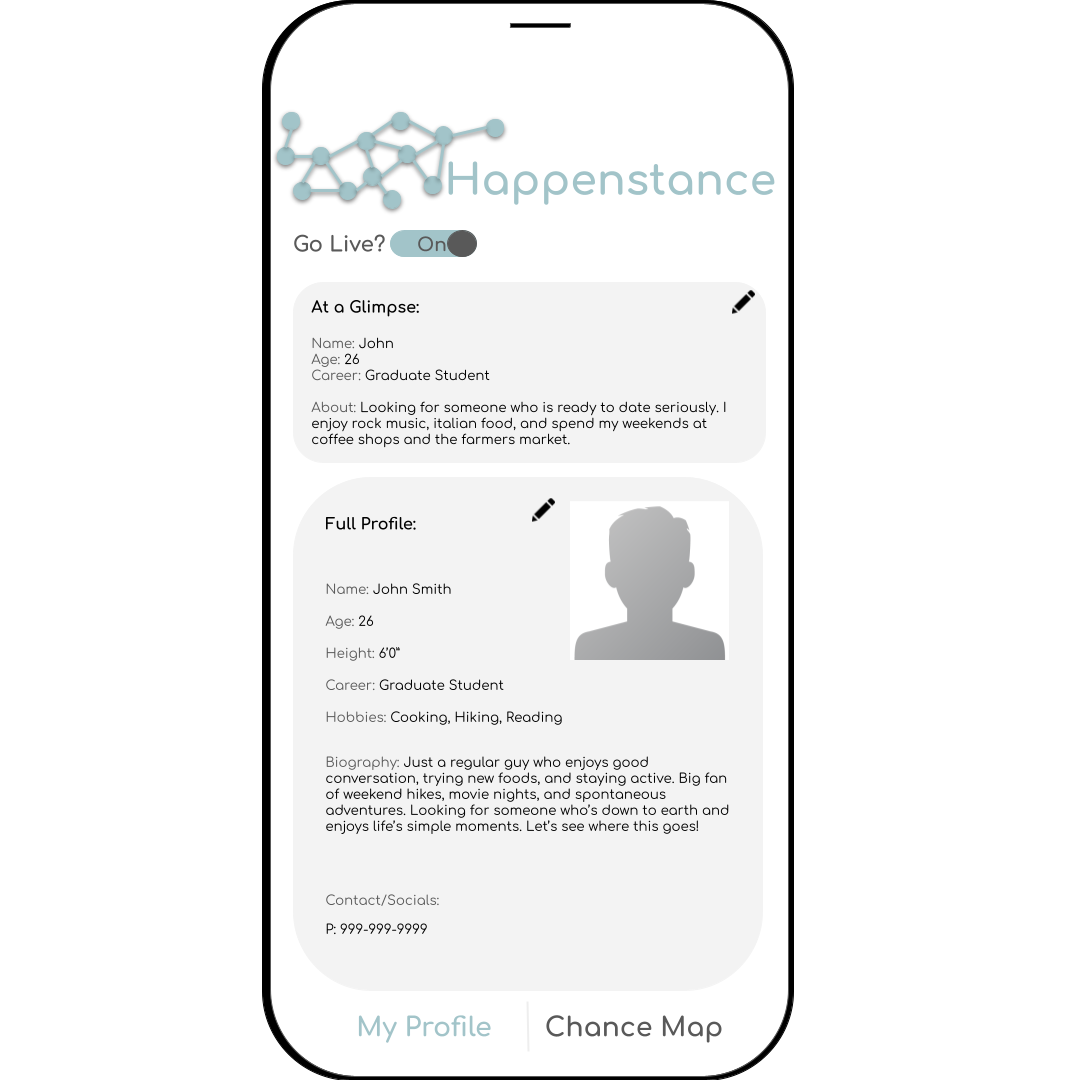 Happenstance
Go Live? On
At a Glimpse:
Name: John
Age: 26
Career: Graduate Student
About: Looking for someone who is ready to date seriously. I
enjoy rock music, italian food, and spend my weekends at
coffee shops and the farmers market.
Full Profile:
Name: John Smith
Age: 26
Height: 6'0"
Career: Graduate Student
Hobbies: Cooking, Hiking, Reading
Biography: Just a regular guy who enjoys good
conversation, trying new foods, and staying active. Big fan
of weekend hikes, movie nights, and spontaneous
adventures. Looking for someone who's down to earth and
enjoys life's simple moments. Let's see where this goes!
Contact/Socials:
P: 999-999-9999
My Profile
Chance Map